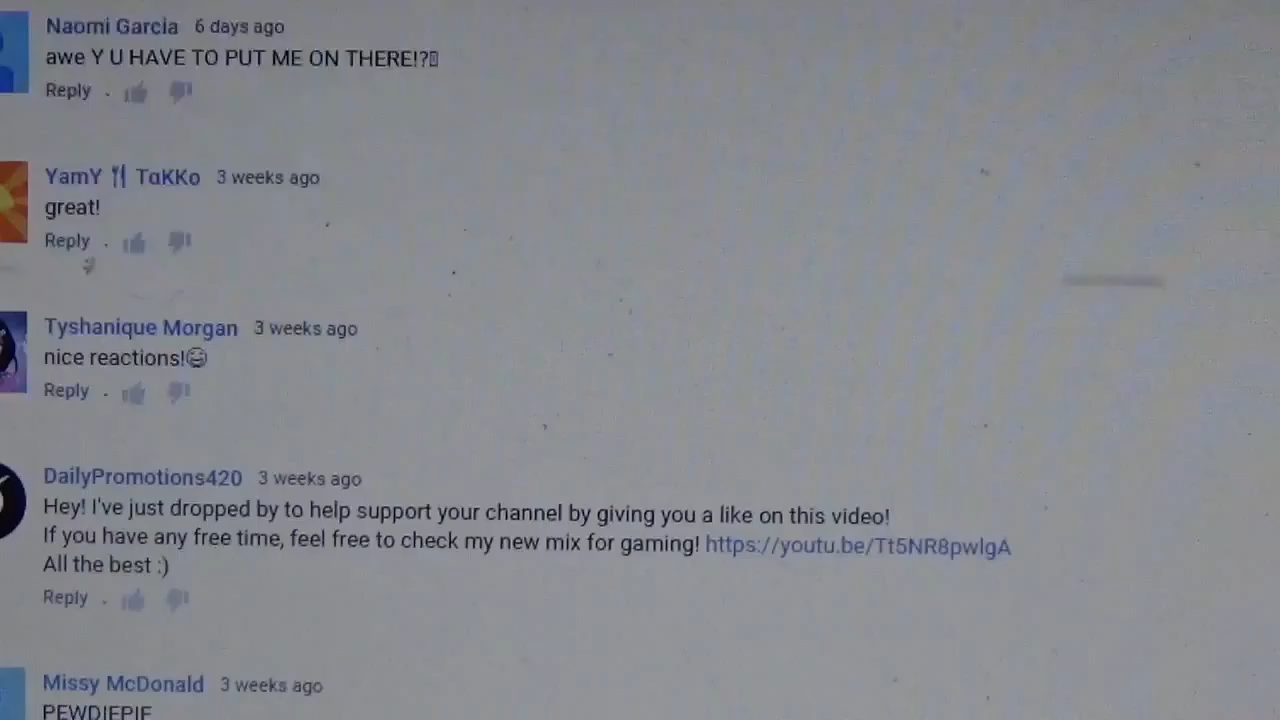 Naomi Garcia 6 days ago
awe Y U HAVE TO PUT ME ON THERE!?
Reply .
YamY 🍴 TαKKo 3 weeks ago
great!
Reply .
Tyshanique Morgan 3 weeks ago
nice reactions!😄
Reply .
DailyPromotions420 3 weeks ago
Hey! I've just dropped by to help support your channel by giving you a like on this video!
If you have any free time, feel free to check my new mix for gaming! https://youtu.be/Tt5NR8pwlgA
All the best :)
Reply .
Missy McDonald 3 weeks ago
PEWDIEPIE